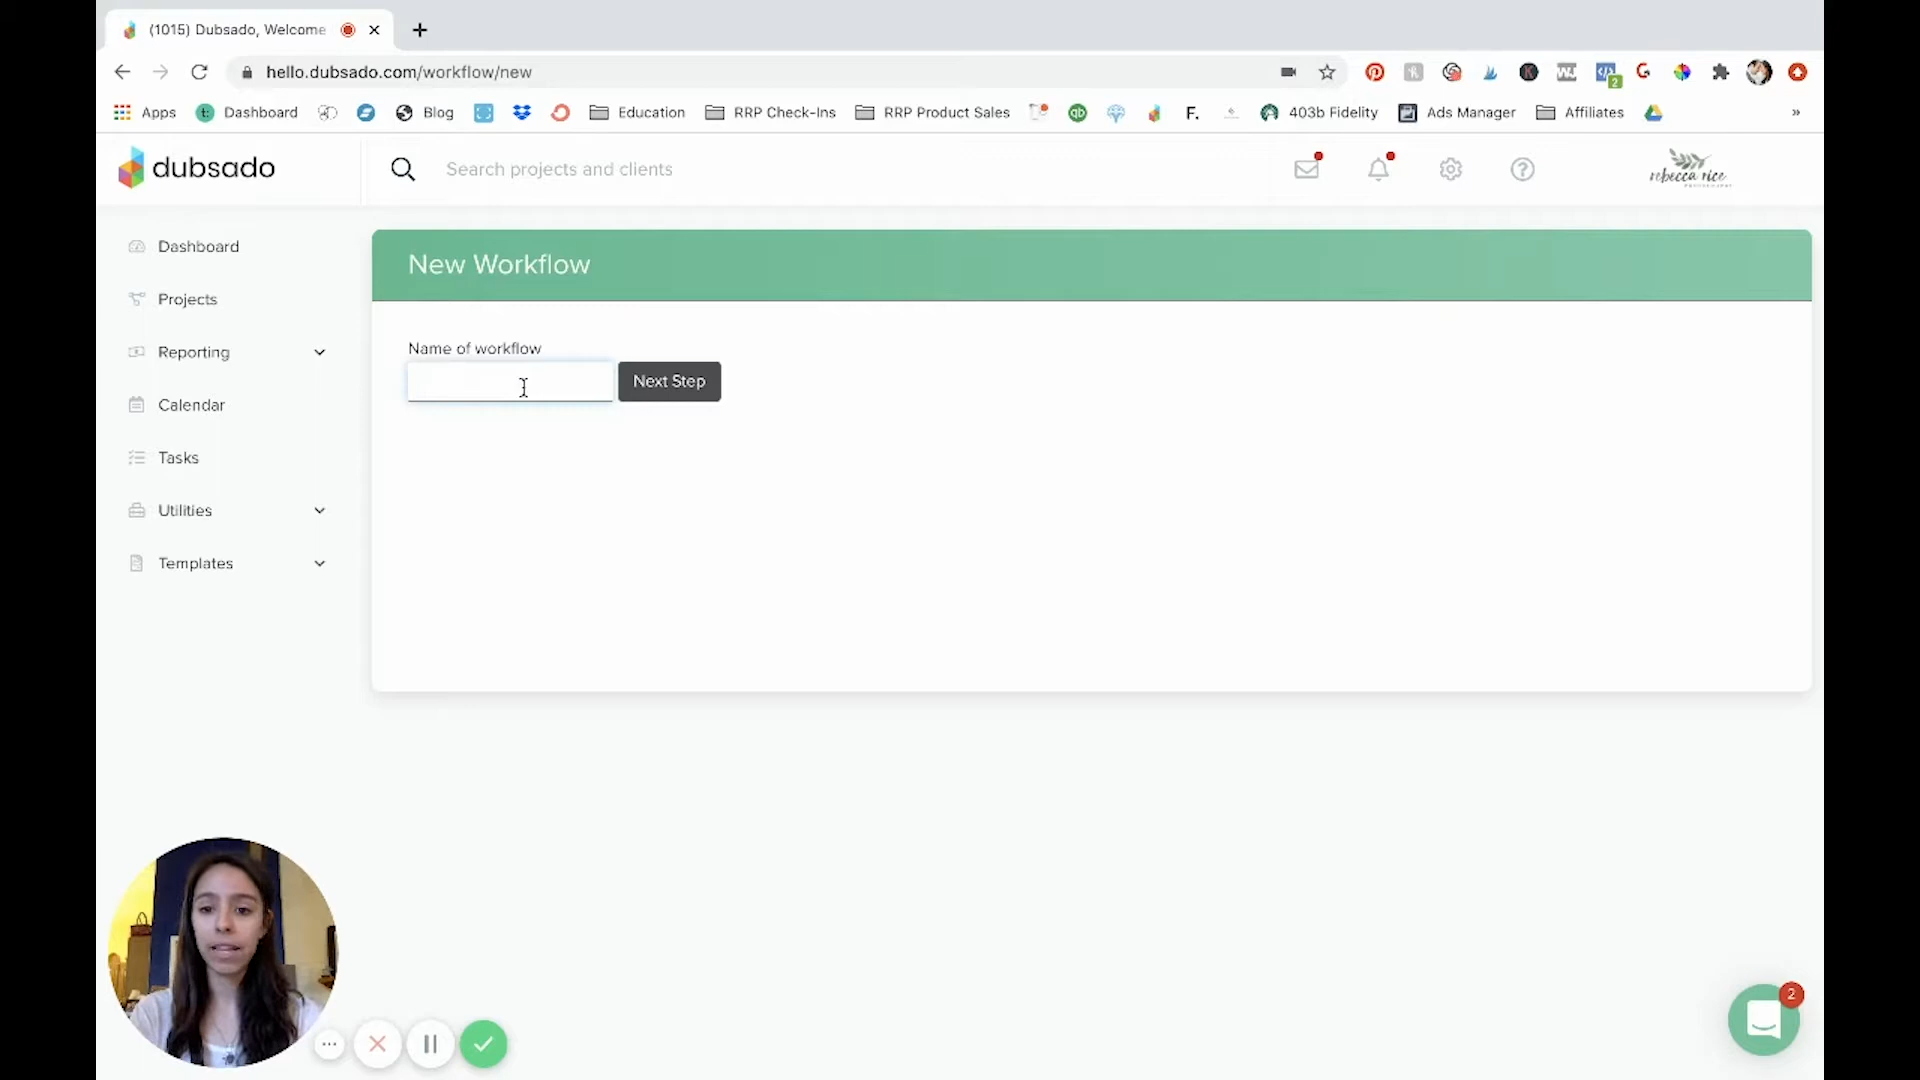 (1015) Dubsado, Welcome
hello.dubsado.com/workflow/new
Apps Dashboard Blog Education RRP Check-Ins RRP Product Sales F. 403b Fidelity Ads Manager Affiliates »
dubsado
Search projects and clients
rebecca rice
Dashboard
Projects
Reporting
Calendar
Tasks
Utilities
Templates
New Workflow
Name of workflow
Next Step
2
2